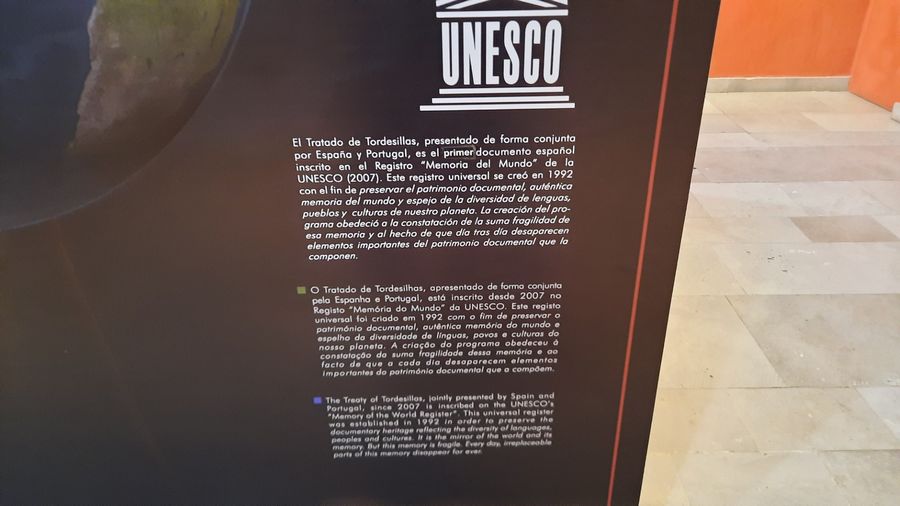 UNESCO
El Tratado de Tordesillas, presentado de forma conjunta
por España y Portugal, es el primer documento español
inscrito en el Registro "Memoria del Mundo" de la
UNESCO (2007). Este registro universal se creó en 1992
con el fin de preservar el patrimonio documental, auténtica
memoria del mundo y espejo de la diversidad de lenguas,
pueblos y culturas de nuestro planeta. La creación del pro-
grama obedeció a la constatación de la suma fragilidad de
esa memoria y al hecho de que día tras día desaparecen
elementos importantes del patrimonio documental que la
componen.
O Tratado de Tordesilhas, apresentado de forma conjunta
pela Espanha e Portugal, está inscrito desde 2007 no
Registo "Memória do Mundo" da UNESCO. Este registo
universal foi criado em 1992 com o fim de preservar o
património documental, autêntica memória do mundo e
espelho da diversidade de línguas, povos e culturas do
nosso planeta. A criação do programa obedeceu à
constatação da suma fragilidade dessa memória e ao
facto de que a cada dia desaparecem elementos
importantes do património documental que a compõem.
The Treaty of Tordesillas, jointly presented by Spain and
Portugal, since 2007 is inscribed on the UNESCO's
"Memory of the World Register". This universal register
was established in 1992 in order to preserve the
documentary heritage reflecting the diversity of languages,
peoples and cultures. It is the mirror of the world and its
memory. But this memory is fragile. Every day, irreplaceable
parts of this memory disappear for ever.